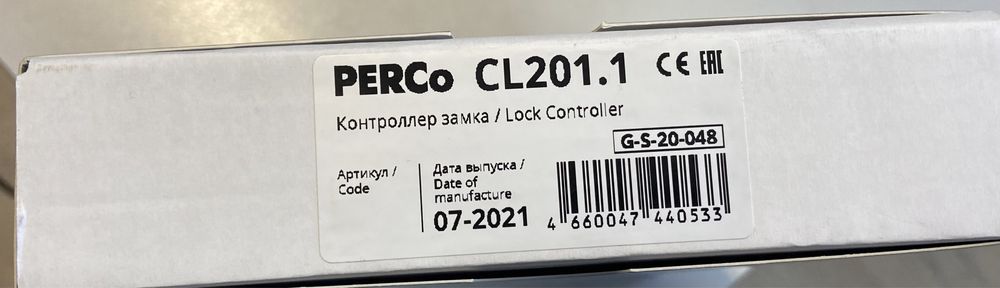 PERCo CL201.1 CE EAC
Контроллер замка / Lock Controller
G-S-20-048
Артикул /
Code
Дата выпуска /
Date of
manufacture
07-2021
4 660047 440533